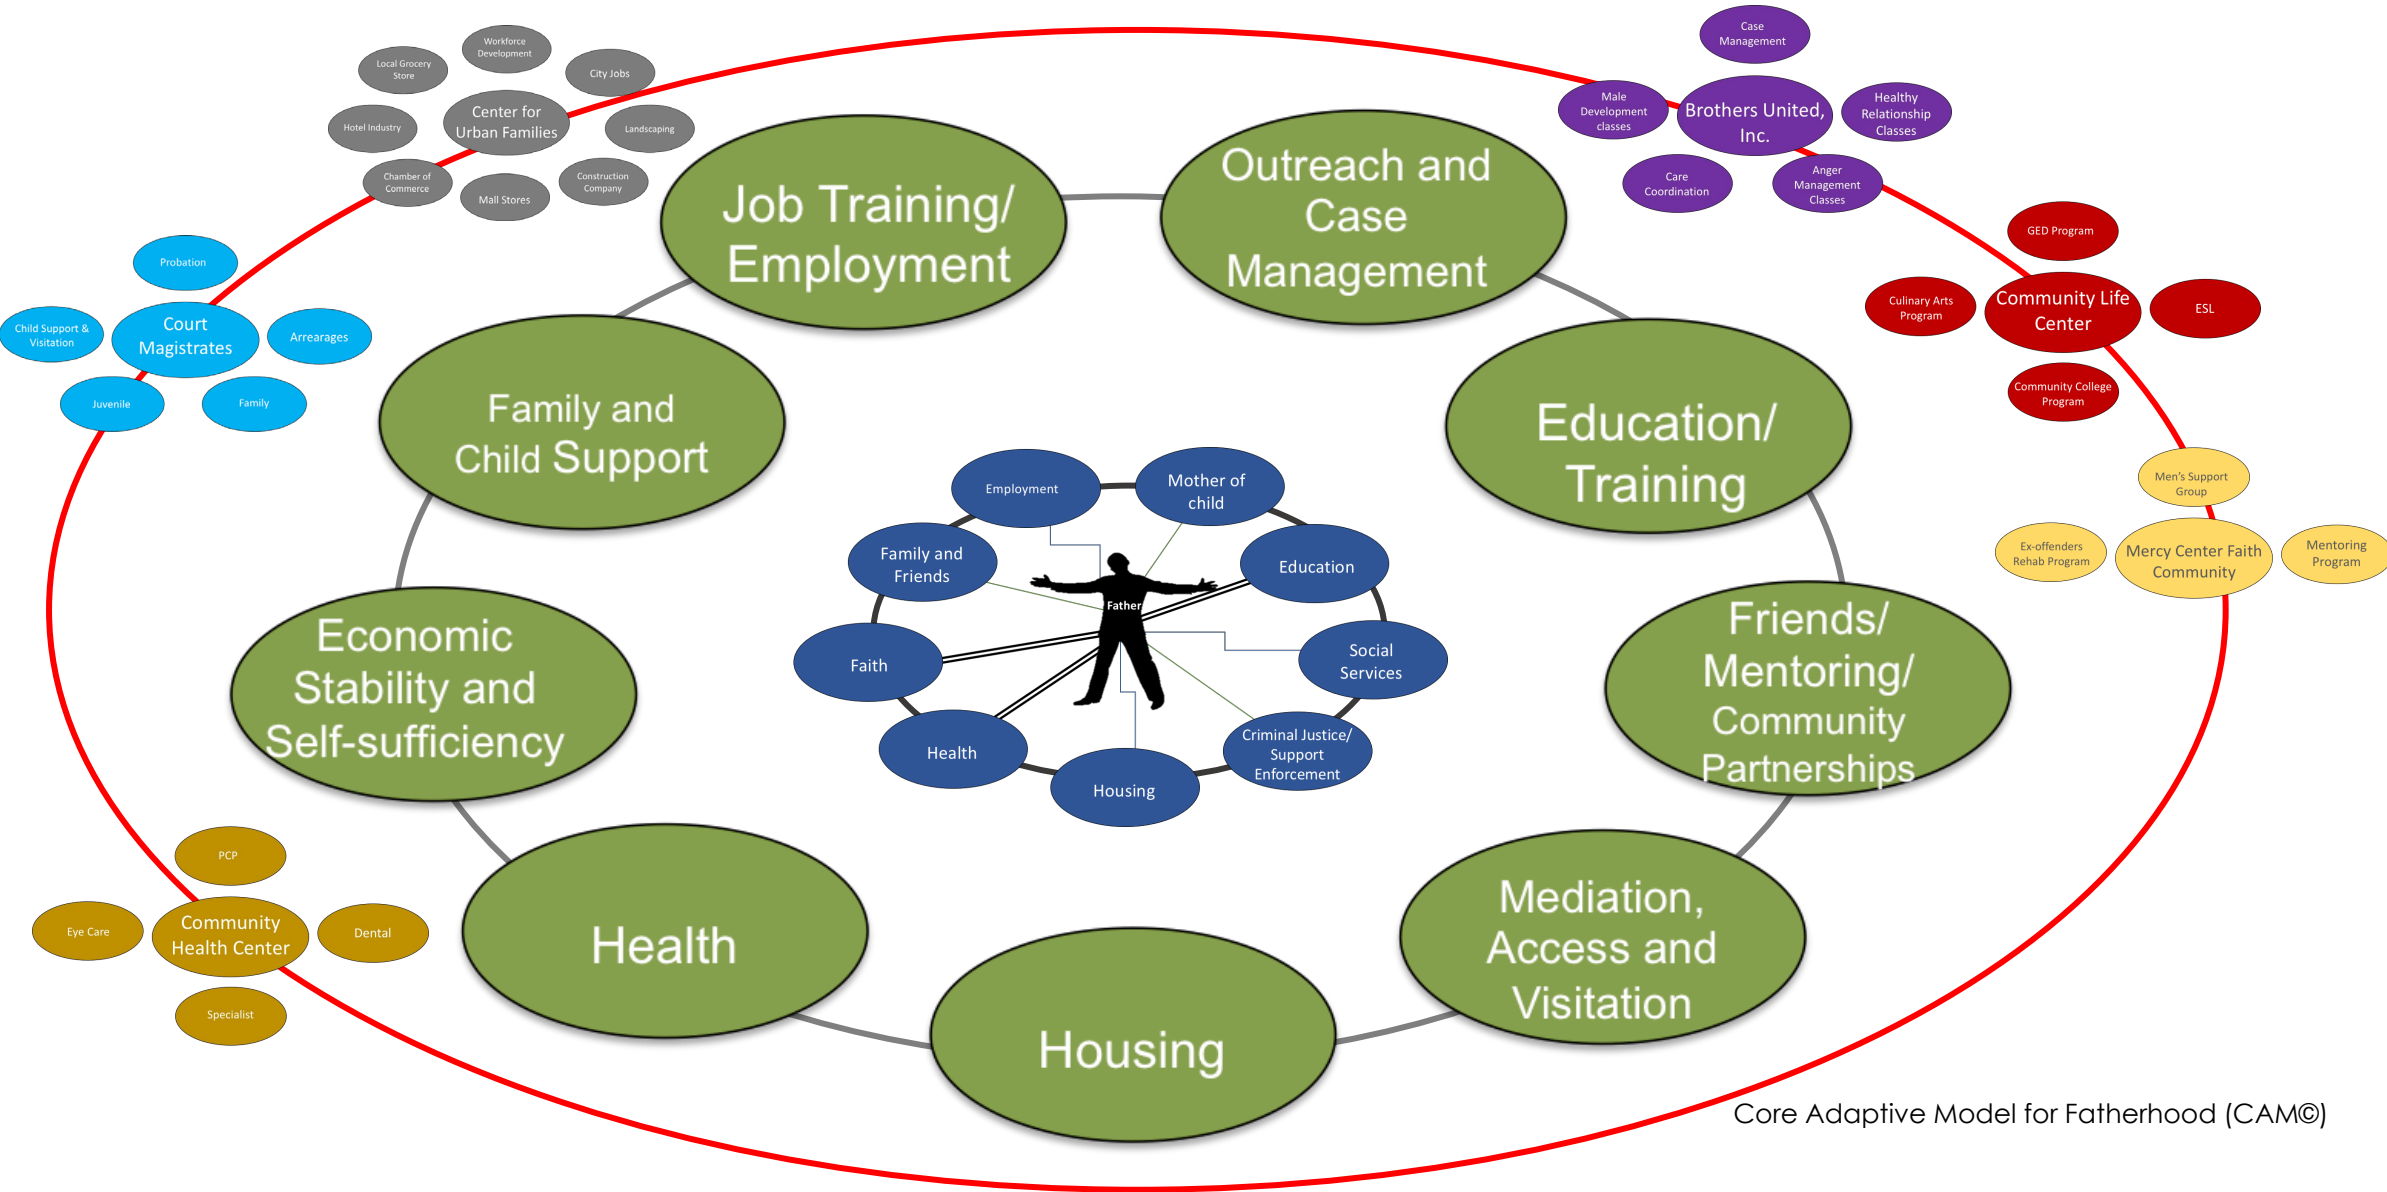 Workforce
Development
Local Grocery
Store
City Jobs
Center for
Urban Families
Hotel Industry
Landscaping
Chamber of
Commerce
Mall Stores
Construction
Company
Case
Management
Male
Development
classes
Brothers United,
Inc.
Healthy
Relationship
Classes
Care
Coordination
Anger
Management
Classes
Probation
Child Support &
Visitation
Court
Magistrates
Arrearages
Juvenile
Family
GED Program
Culinary Arts
Program
Community Life
Center
ESL
Community College
Program
Men's Support
Group
Ex-offenders
Rehab Program
Mercy Center Faith
Community
Mentoring
Program
Job Training/
Employment
Outreach and
Case
Management
Family and
Child Support
Education/
Training
Economic
Stability and
Self-sufficiency
Friends/
Mentoring/
Community
Partnerships
Health
Housing
Mediation,
Access and
Visitation
Employment
Mother of
child
Family and
Friends
Education
Father
Faith
Social
Services
Health
Housing
Criminal Justice/
Support
Enforcement
PCP
Eye Care
Community
Health Center
Dental
Specialist
Core Adaptive Model for Fatherhood (CAM©)